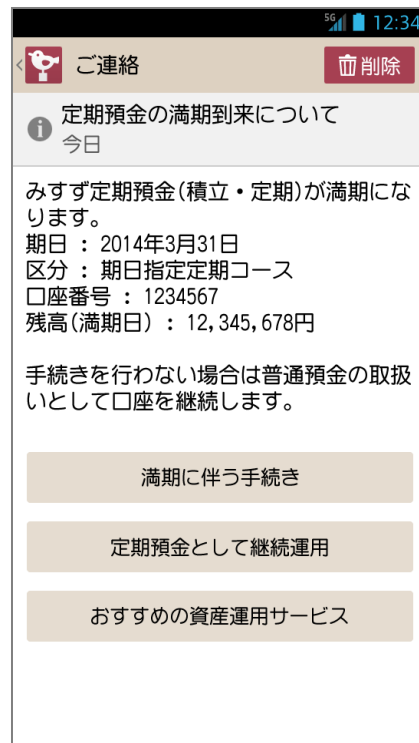 5G 12:34
ご連絡
削除
定期預金の満期到来について
今日
みすず定期預金(積立・定期)が満期にな
ります。
期日 : 2014年3月31日
区分 : 期日指定定期コース
口座番号 : 1234567
残高(満期日) : 12,345,678円
手続きを行わない場合は普通預金の取扱
いとして口座を継続します。
満期に伴う手続き
定期預金として継続運用
おすすめの資産運用サービス